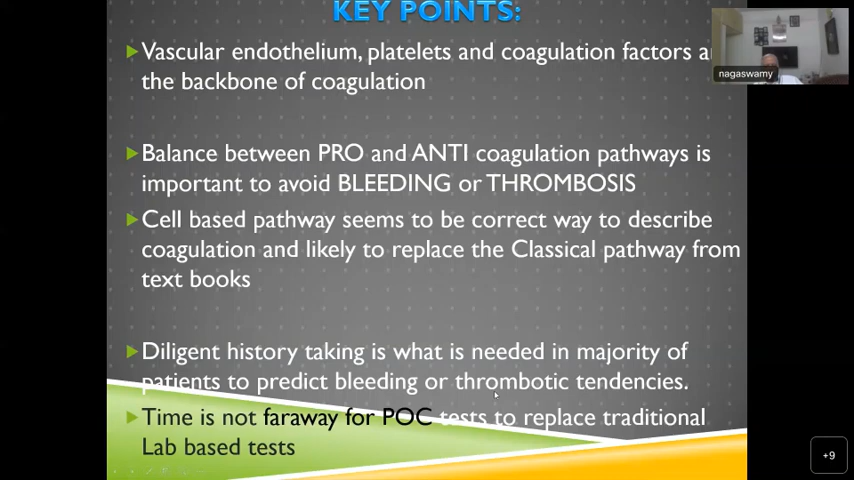 KEY POINTS:
Vascular endothelium, platelets and coagulation factors
the backbone of coagulation
Balance between PRO and ANTI coagulation pathways is
important to avoid BLEEDING or THROMBOSIS
Cell based pathway seems to be correct way to describe
coagulation and likely to replace the Classical pathway from
text books
Diligent history taking is what is needed in majority of
patients to predict bleeding or thrombotic tendencies.
Time is not faraway for POC tests to replace traditional
Lab based tests
nagaswamy
+9